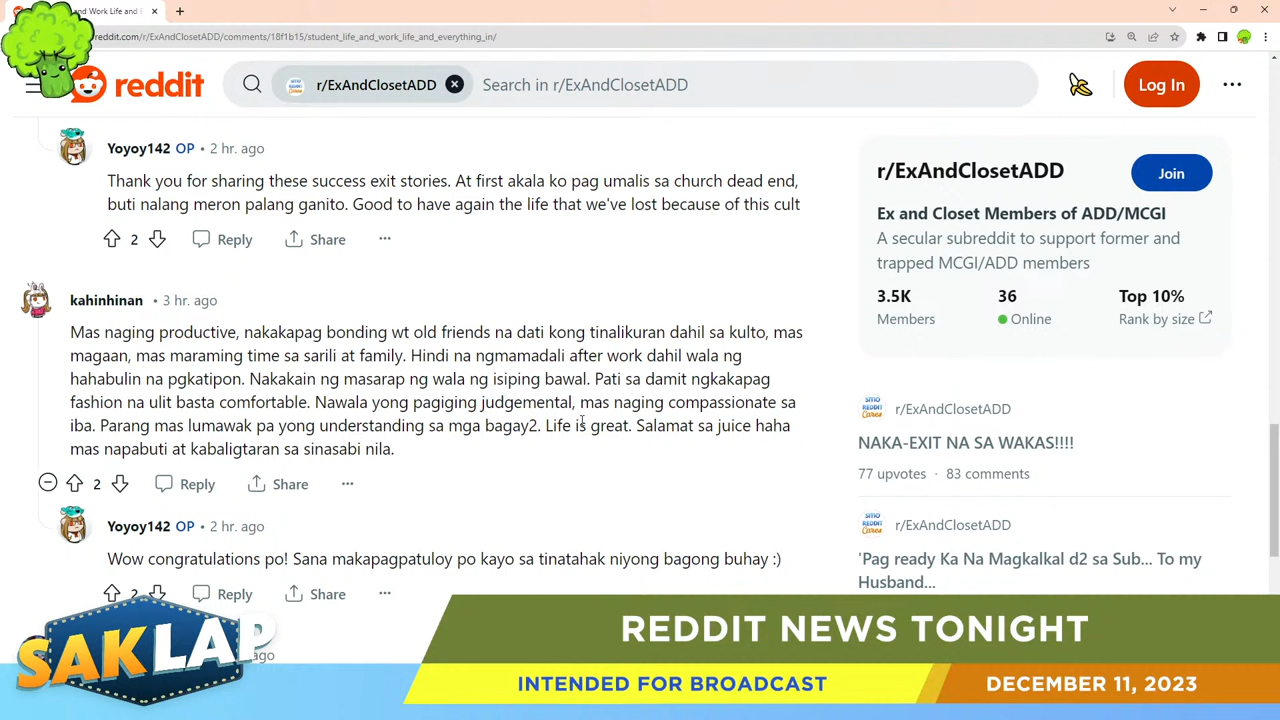 and Work Life and E
reddit.com/r/ExAndClosetADD/comments/18f1b15/student_life_and_work_life_and_everything_in/
reddit
r/ExAndClosetADD
Search in r/ExAndClosetADD
Log In
Yoyoy142 OP • 2 hr. ago
Thank you for sharing these success exit stories. At first akala ko pag umalis sa church dead end,
buti nalang meron palang ganito. Good to have again the life that we've lost because of this cult
2 Reply Share ...
kahinhinan • 3 hr. ago
Mas naging productive, nakakapag bonding wt old friends na dati kong tinalikuran dahil sa kulto, mas
magaan, mas maraming time sa sarili at family. Hindi na ngmamadali after work dahil wala ng
hahabulin na pgkatipon. Nakakain ng masarap ng wala ng isiping bawal. Pati sa damit ngkakapag
fashion na ulit basta comfortable. Nawala yong pagiging judgemental, mas naging compassionate sa
iba. Parang mas lumawak pa yong understanding sa mga bagay2. Life is great. Salamat sa juice haha
mas napabuti at kabaligtaran sa sinasabi nila.
2 Reply Share ...
Yoyoy142 OP • 2 hr. ago
Wow congratulations po! Sana makapagpatuloy po kayo sa tinatahak niyong bagong buhay :)
2 Reply Share ...
ago
r/ExAndClosetADD
Join
Ex and Closet Members of ADD/MCGI
A secular subreddit to support former and
trapped MCGI/ADD members
3.5K 36 Top 10%
Members Online Rank by size
SITIO REDDIT Cares
r/ExAndClosetADD
NAKA-EXIT NA SA WAKAS!!!!
77 upvotes · 83 comments
SITIO REDDIT Cares
r/ExAndClosetADD
'Pag ready Ka Na Magkalkal d2 sa Sub... To my
Husband...
SAKLAP
REDDIT NEWS TONIGHT
INTENDED FOR BROADCAST
DECEMBER 11, 2023